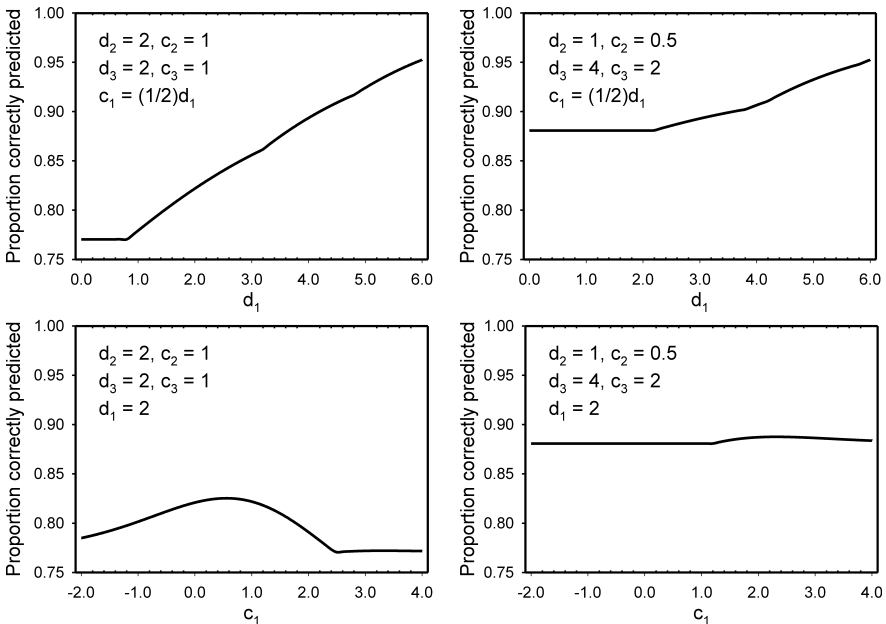 Proportion correctly predicted
1.00
0.95
0.90
0.85
0.80
0.75
d₂ = 2, c₂ = 1
d₃ = 2, c₃ = 1
c₁ = (1/2)d₁
0.0 1.0 2.0 3.0 4.0 5.0 6.0
d₁
Proportion correctly predicted
1.00
0.95
0.90
0.85
0.80
0.75
d₂ = 1, c₂ = 0.5
d₃ = 4, c₃ = 2
c₁ = (1/2)d₁
0.0 1.0 2.0 3.0 4.0 5.0 6.0
d₁
Proportion correctly predicted
1.00
0.95
0.90
0.85
0.80
0.75
d₂ = 2, c₂ = 1
d₃ = 2, c₃ = 1
d₁ = 2
-2.0 -1.0 0.0 1.0 2.0 3.0 4.0
c₁
Proportion correctly predicted
1.00
0.95
0.90
0.85
0.80
0.75
d₂ = 1, c₂ = 0.5
d₃ = 4, c₃ = 2
d₁ = 2
-2.0 -1.0 0.0 1.0 2.0 3.0 4.0
c₁